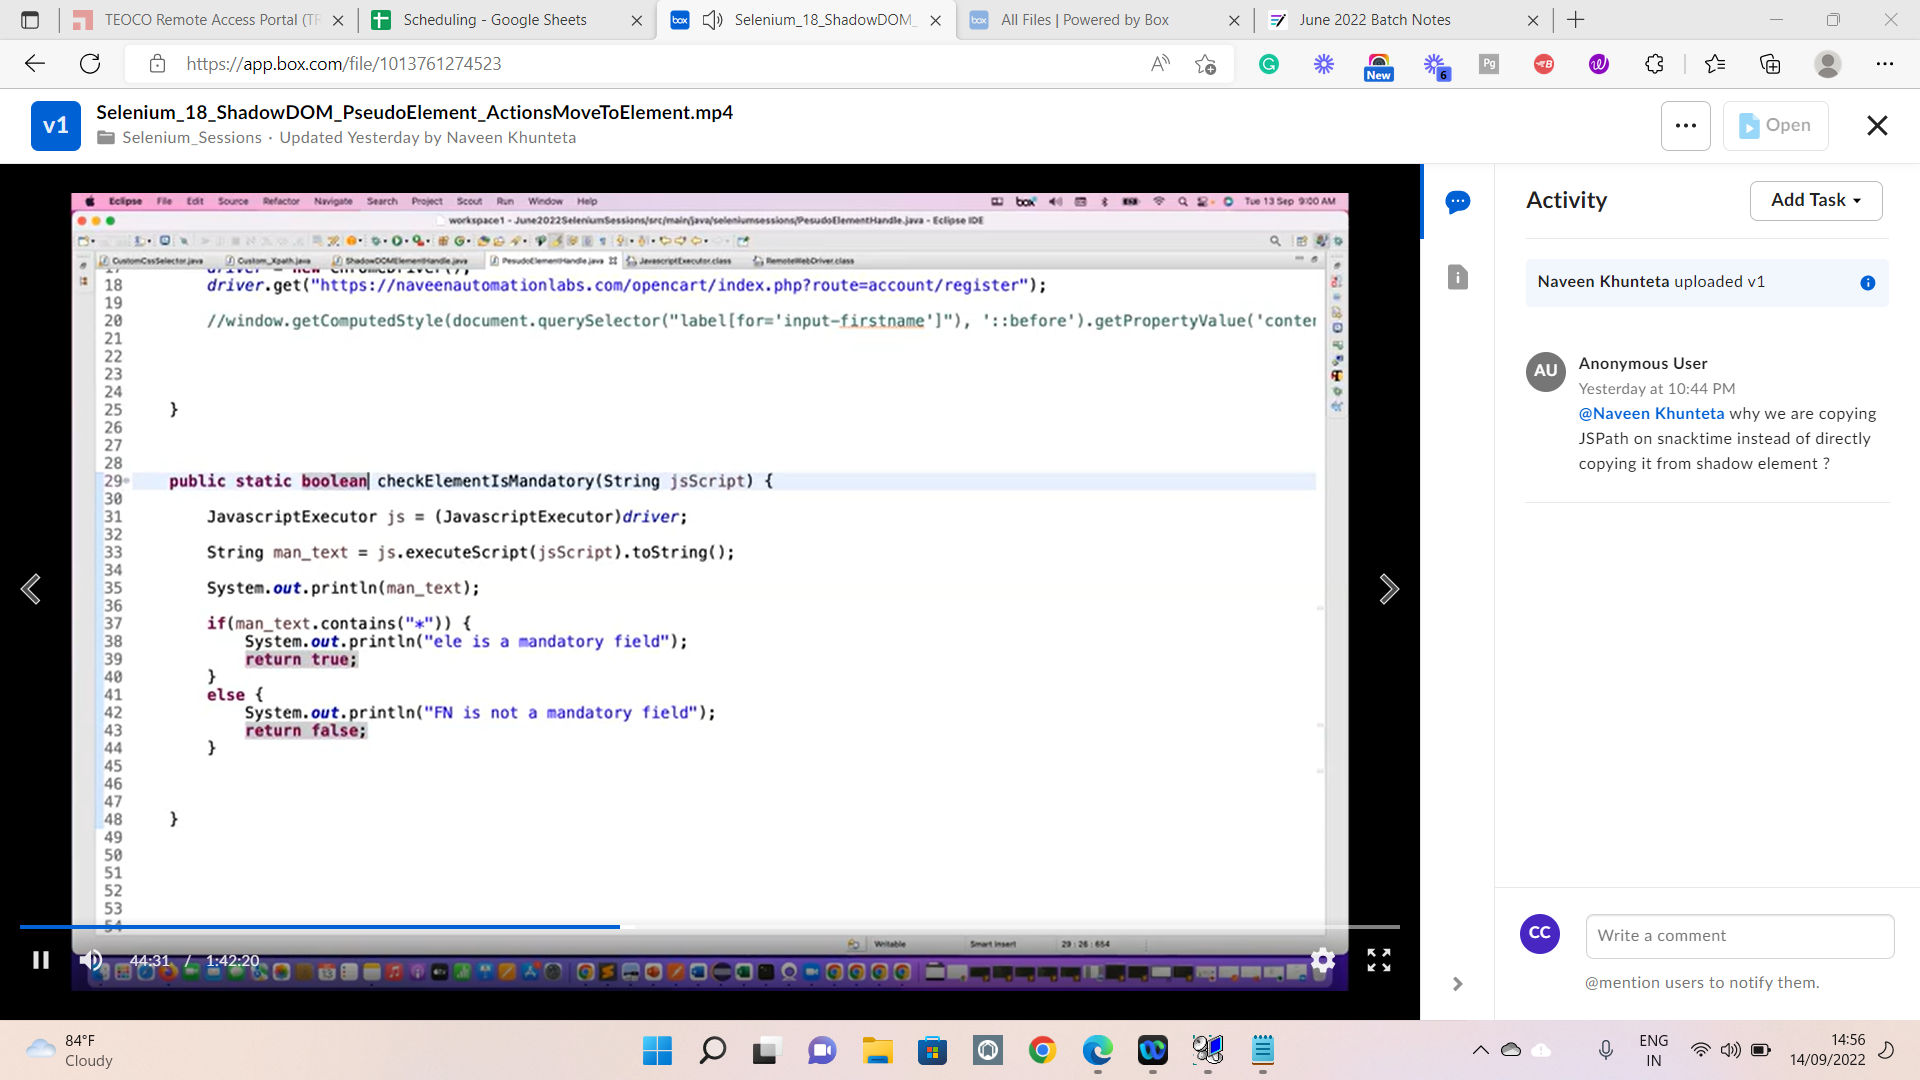 TEOCO Remote Access Portal (TF
Scheduling - Google Sheets
box
Selenium_18_ShadowDOM_
box
All Files | Powered by Box
June 2022 Batch Notes
https://app.box.com/file/1013761274523
New
6
Pg
v1
Selenium_18_ShadowDOM_PseudoElement_ActionsMoveToElement.mp4
Selenium_Sessions · Updated Yesterday by Naveen Khunteta
Open
Eclipse File Edit Source Refactor Navigate Search Project Scout Run Window Help
box
Tue 13 Sep 9:00 AM
workspace1 - June2022SeleniumSessions/src/main/java/seleniumsessions/PesudoElementHandle.java - Eclipse IDE
CustomCssSelector.java Custom_Xpath.java ShadowDOMElementHandle.java PesudoElementHandle.java JavascriptExecutor.class RemoteWebDriver.class
17 driver = new ChromeDriver();
18 driver.get("https://naveenautomationlabs.com/opencart/index.php?route=account/register");
19
20 //window.getComputedStyle(document.querySelector("label[for='input-firstname']"), '::before').getPropertyValue('conter
21
22
23
24
25 }
26
27
28
29 public static boolean checkElementIsMandatory(String jsScript) {
30
31 JavascriptExecutor js = (JavascriptExecutor)driver;
32
33 String man_text = js.executeScript(jsScript).toString();
34
35 System.out.println(man_text);
36
37 if(man_text.contains("*")) {
38 System.out.println("ele is a mandatory field");
39 return true;
40 }
41 else {
42 System.out.println("FN is not a mandatory field");
43 return false;
44 }
45
46
47
48 }
49
50
51
52
53
54
Writable Smart Insert 29 : 26 : 654
44:31 / 1:42:20
Activity
Add Task
Naveen Khunteta uploaded v1
AU
Anonymous User
Yesterday at 10:44 PM
@Naveen Khunteta why we are copying
JSPath on snacktime instead of directly
copying it from shadow element ?
CC
Write a comment
@mention users to notify them.
84°F
Cloudy
ENG
IN
14:56
14/09/2022